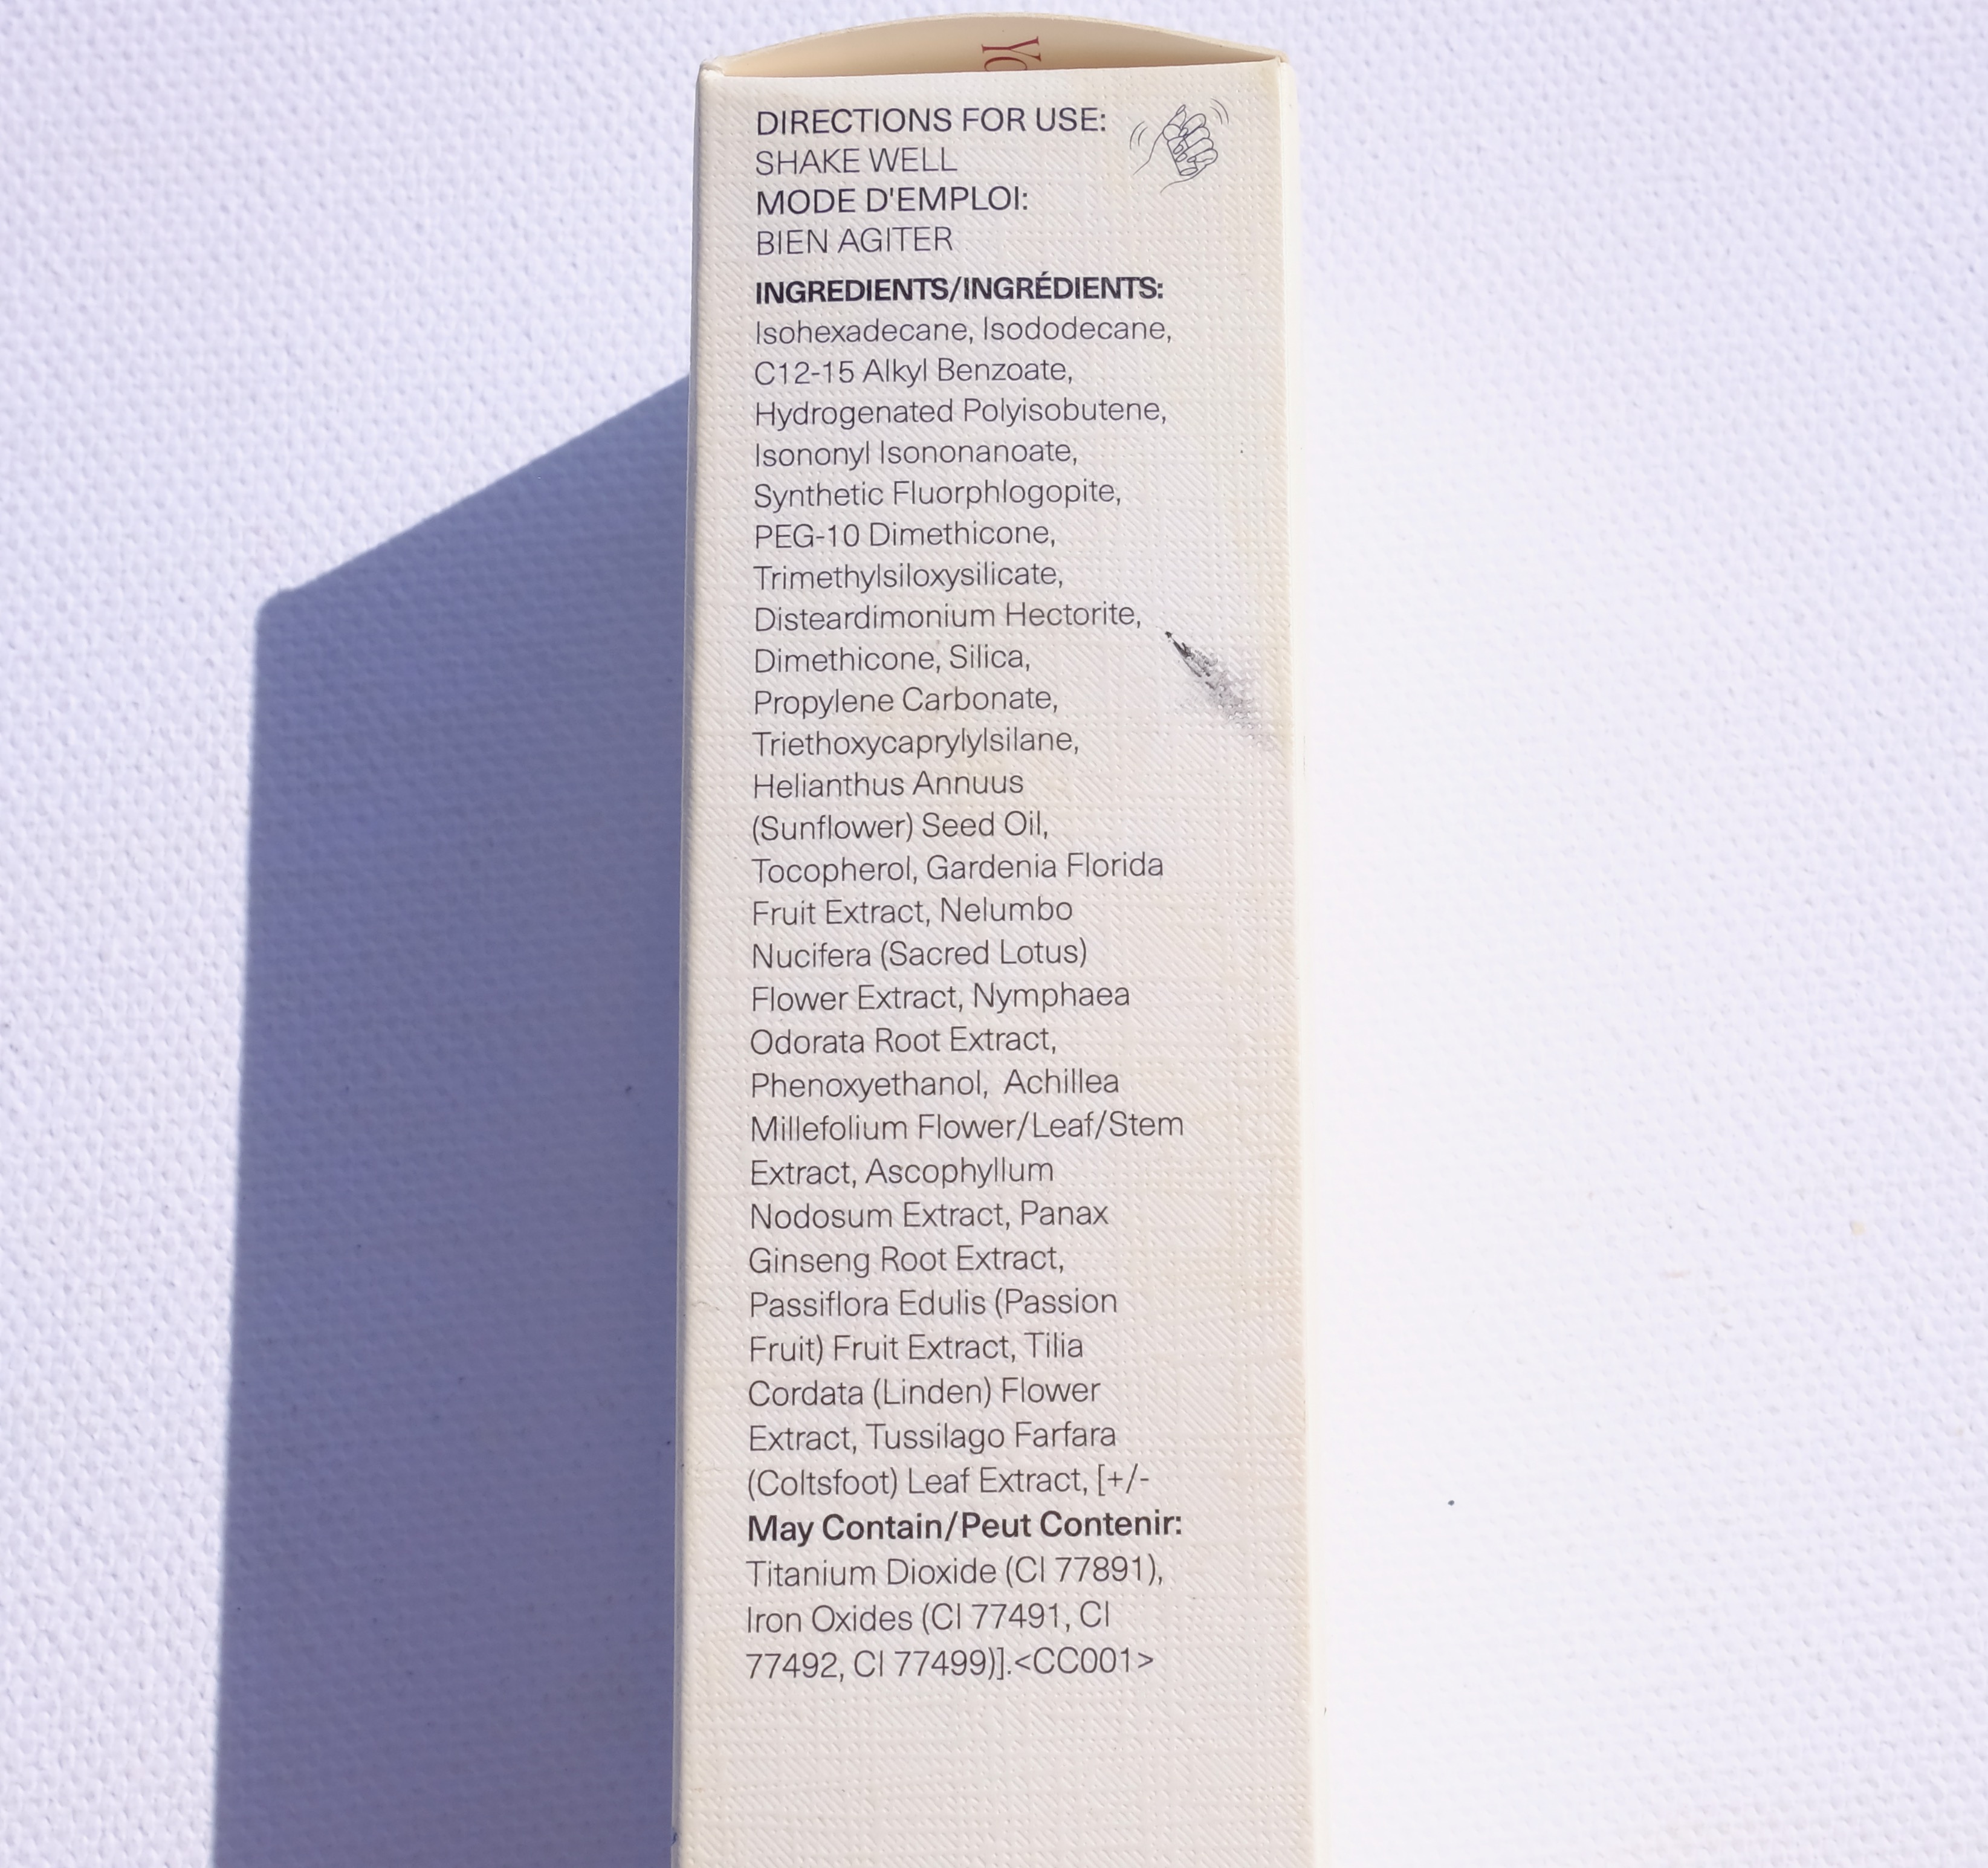 YO
DIRECTIONS FOR USE:
SHAKE WELL
MODE D'EMPLOI:
BIEN AGITER
INGREDIENTS/INGRÉDIENTS:
Isohexadecane, Isododecane,
C12-15 Alkyl Benzoate,
Hydrogenated Polyisobutene,
Isononyl Isononanoate,
Synthetic Fluorphlogopite,
PEG-10 Dimethicone,
Trimethylsiloxysilicate,
Disteardimonium Hectorite,
Dimethicone, Silica,
Propylene Carbonate,
Triethoxycaprylylsilane,
Helianthus Annuus
(Sunflower) Seed Oil,
Tocopherol, Gardenia Florida
Fruit Extract, Nelumbo
Nucifera (Sacred Lotus)
Flower Extract, Nymphaea
Odorata Root Extract,
Phenoxyethanol, Achillea
Millefolium Flower/Leaf/Stem
Extract, Ascophyllum
Nodosum Extract, Panax
Ginseng Root Extract,
Passiflora Edulis (Passion
Fruit) Fruit Extract, Tilia
Cordata (Linden) Flower
Extract, Tussilago Farfara
(Coltsfoot) Leaf Extract, [+/-
May Contain/Peut Contenir:
Titanium Dioxide (CI 77891),
Iron Oxides (CI 77491, CI
77492, CI 77499)].<CC001>